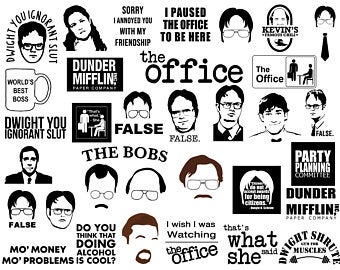 DWIGHT YOU IGNORANT SLUT
SORRY
I ANNOYED YOU
WITH MY
FRIENDSHIP
I PAUSED
THE OFFICE
TO BE HERE
KEVIN'S
FAMOUS CHILI
WORLD'S
BEST
BOSS
DUNDER
MIFFLIN INC
PAPER COMPANY
the
office
The
Office
DWIGHT YOU
IGNORANT SLUT
FALSE
FALSE.
FALSE.
THE BOBS
PARTY
PLANNING
COMMITTEE
DUNDER
MIFFLIN INC
PAPER COMPANY
FALSE
MO' MONEY
MO' PROBLEMS
DO YOU
THINK THAT
DOING
ALCOHOL
IS COOL?
I wish I was
Watching
the office
that's
what
she
said
DWIGHT SCHRUTE
GYM FOR
MUSCLES